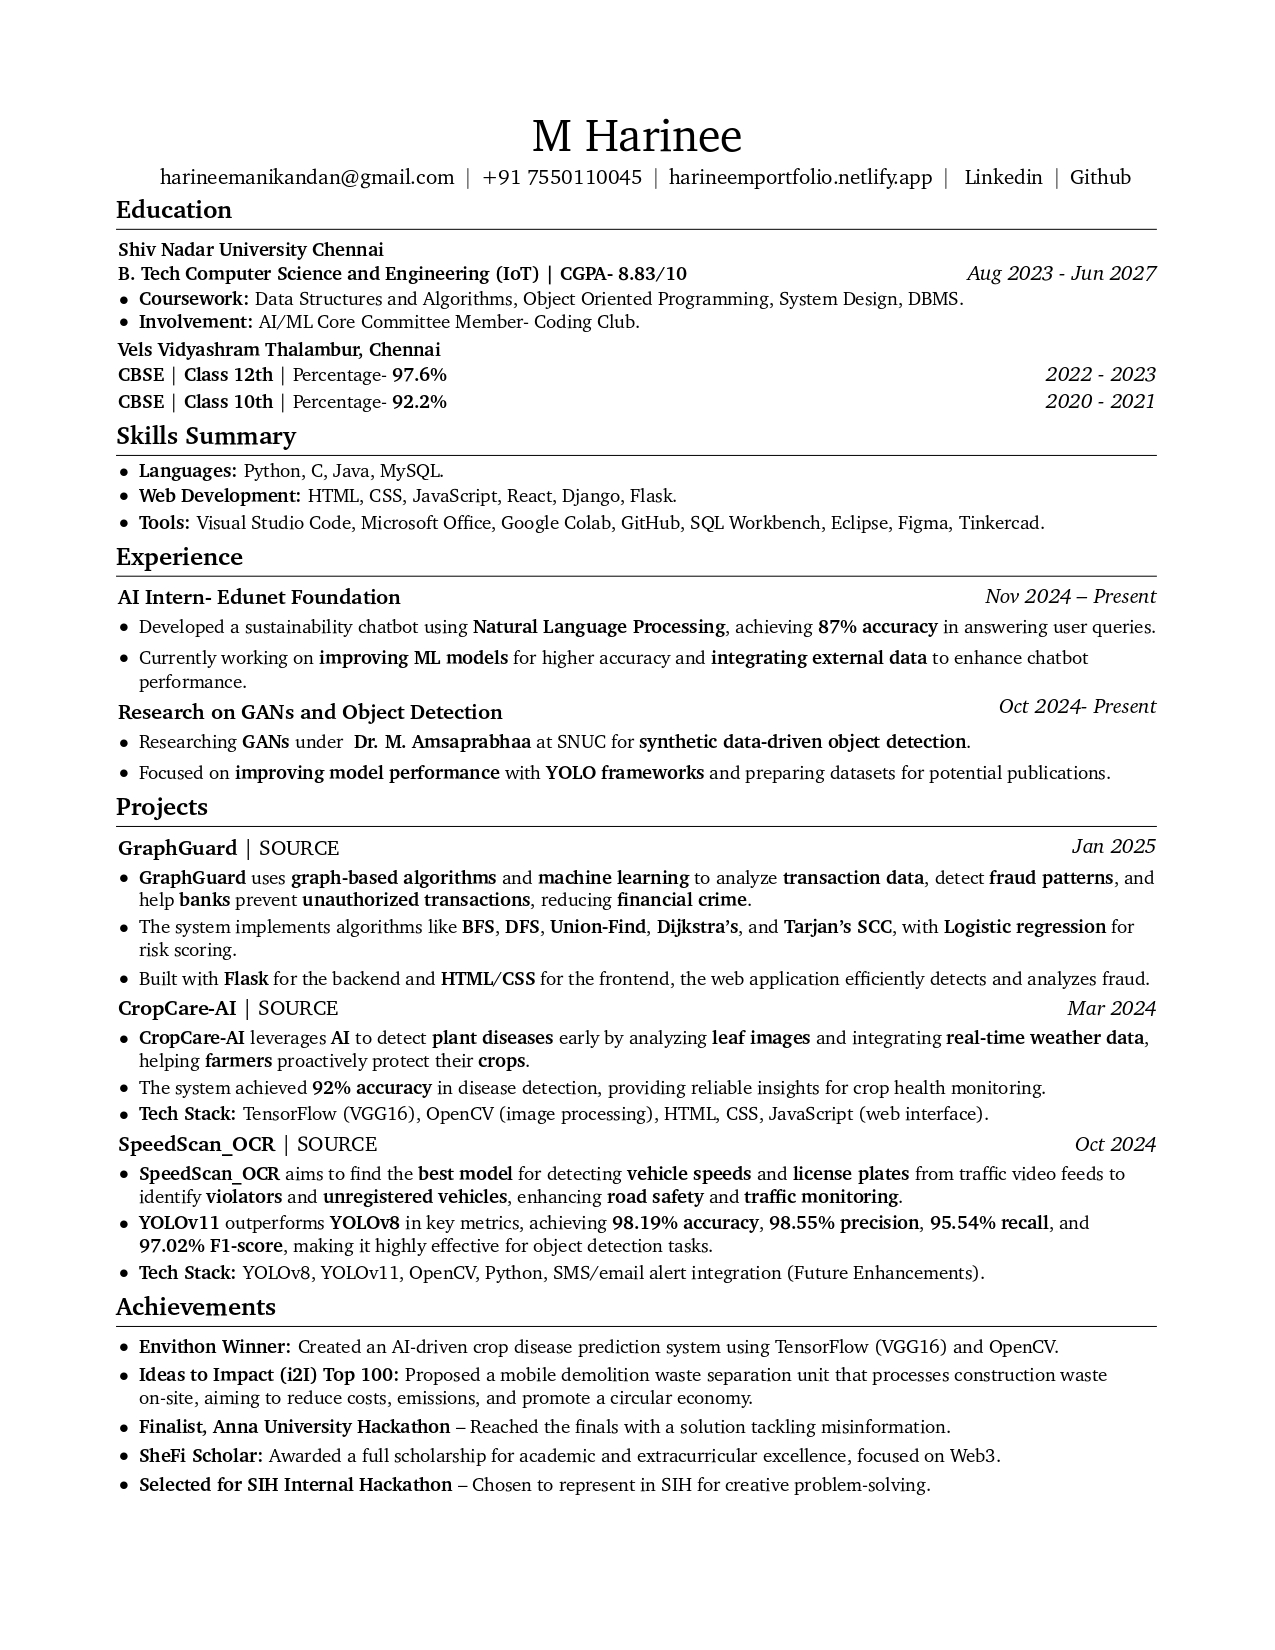 M Harinee
harineemanikandan@gmail.com | +91 7550110045 | harineemportfolio.netlify.app | Linkedin | Github
Education
Shiv Nadar University Chennai
B. Tech Computer Science and Engineering (IoT) | CGPA- 8.83/10 Aug 2023 - Jun 2027
• Coursework: Data Structures and Algorithms, Object Oriented Programming, System Design, DBMS.
• Involvement: AI/ML Core Committee Member- Coding Club.
Vels Vidyashram Thalambur, Chennai
CBSE | Class 12th | Percentage- 97.6% 2022 - 2023
CBSE | Class 10th | Percentage- 92.2% 2020 - 2021
Skills Summary
• Languages: Python, C, Java, MySQL.
• Web Development: HTML, CSS, JavaScript, React, Django, Flask.
• Tools: Visual Studio Code, Microsoft Office, Google Colab, GitHub, SQL Workbench, Eclipse, Figma, Tinkercad.
Experience
AI Intern- Edunet Foundation Nov 2024 – Present
• Developed a sustainability chatbot using Natural Language Processing, achieving 87% accuracy in answering user queries.
• Currently working on improving ML models for higher accuracy and integrating external data to enhance chatbot
performance.
Research on GANs and Object Detection Oct 2024- Present
• Researching GANs under Dr. M. Amsaprabhaa at SNUC for synthetic data-driven object detection.
• Focused on improving model performance with YOLO frameworks and preparing datasets for potential publications.
Projects
GraphGuard | SOURCE Jan 2025
• GraphGuard uses graph-based algorithms and machine learning to analyze transaction data, detect fraud patterns, and
help banks prevent unauthorized transactions, reducing financial crime.
• The system implements algorithms like BFS, DFS, Union-Find, Dijkstra’s, and Tarjan’s SCC, with Logistic regression for
risk scoring.
• Built with Flask for the backend and HTML/CSS for the frontend, the web application efficiently detects and analyzes fraud.
CropCare-AI | SOURCE Mar 2024
• CropCare-AI leverages AI to detect plant diseases early by analyzing leaf images and integrating real-time weather data,
helping farmers proactively protect their crops.
• The system achieved 92% accuracy in disease detection, providing reliable insights for crop health monitoring.
• Tech Stack: TensorFlow (VGG16), OpenCV (image processing), HTML, CSS, JavaScript (web interface).
SpeedScan_OCR | SOURCE Oct 2024
• SpeedScan_OCR aims to find the best model for detecting vehicle speeds and license plates from traffic video feeds to
identify violators and unregistered vehicles, enhancing road safety and traffic monitoring.
• YOLOv11 outperforms YOLOv8 in key metrics, achieving 98.19% accuracy, 98.55% precision, 95.54% recall, and
97.02% F1-score, making it highly effective for object detection tasks.
• Tech Stack: YOLOv8, YOLOv11, OpenCV, Python, SMS/email alert integration (Future Enhancements).
Achievements
• Envithon Winner: Created an AI-driven crop disease prediction system using TensorFlow (VGG16) and OpenCV.
• Ideas to Impact (i2I) Top 100: Proposed a mobile demolition waste separation unit that processes construction waste
on-site, aiming to reduce costs, emissions, and promote a circular economy.
• Finalist, Anna University Hackathon – Reached the finals with a solution tackling misinformation.
• SheFi Scholar: Awarded a full scholarship for academic and extracurricular excellence, focused on Web3.
• Selected for SIH Internal Hackathon – Chosen to represent in SIH for creative problem-solving.